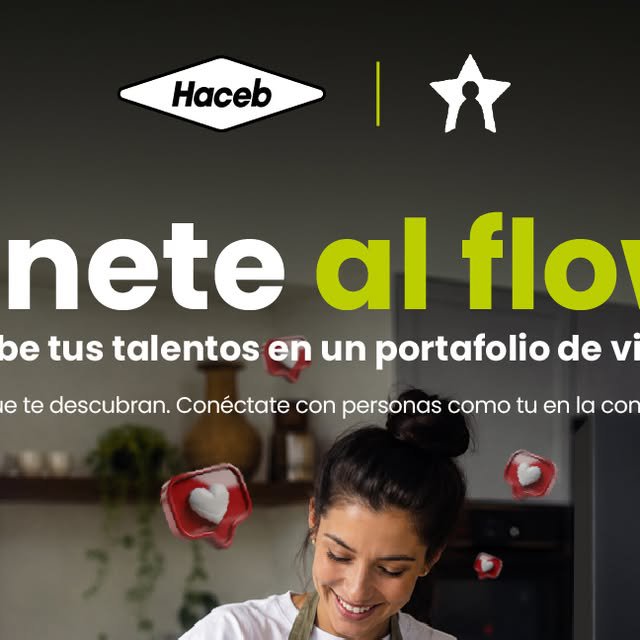 Haceb
nete al flow
be tus talentos en un portafolio de vi
ue te descubran. Conéctate con personas como tu en la con